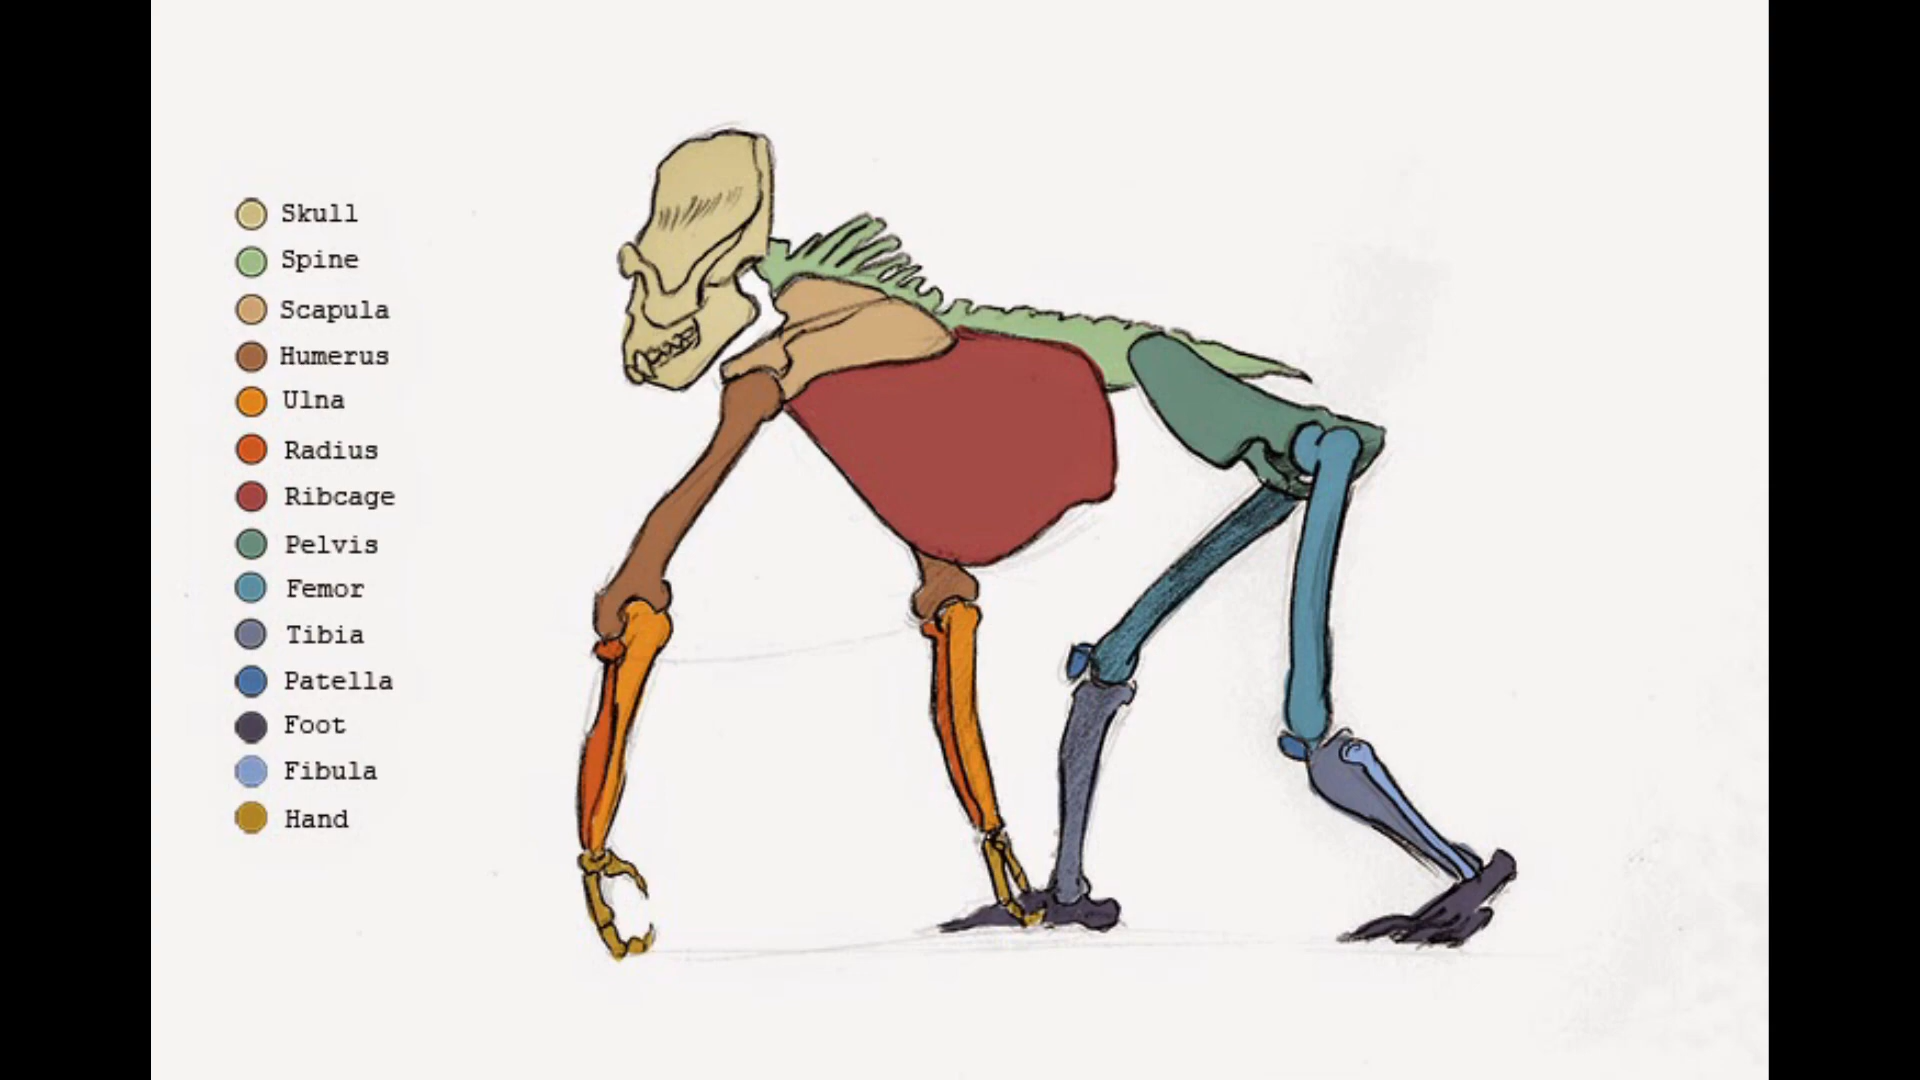 Skull
Spine
Scapula
Humerus
Ulna
Radius
Ribcage
Pelvis
Femor
Tibia
Patella
Foot
Fibula
Hand